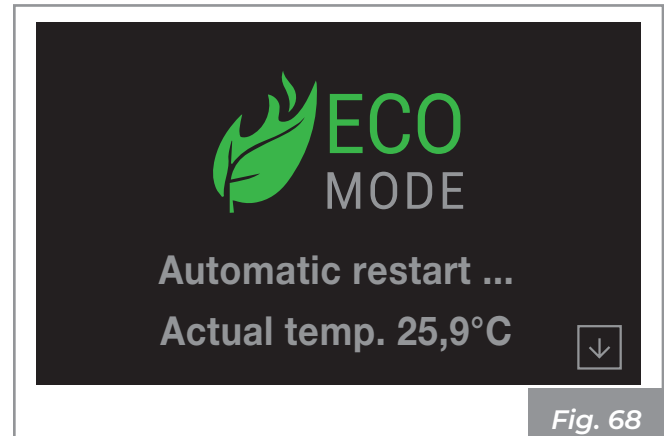 ECO
MODE
Automatic restart ...
Actual temp. 25,9°C
Fig. 68